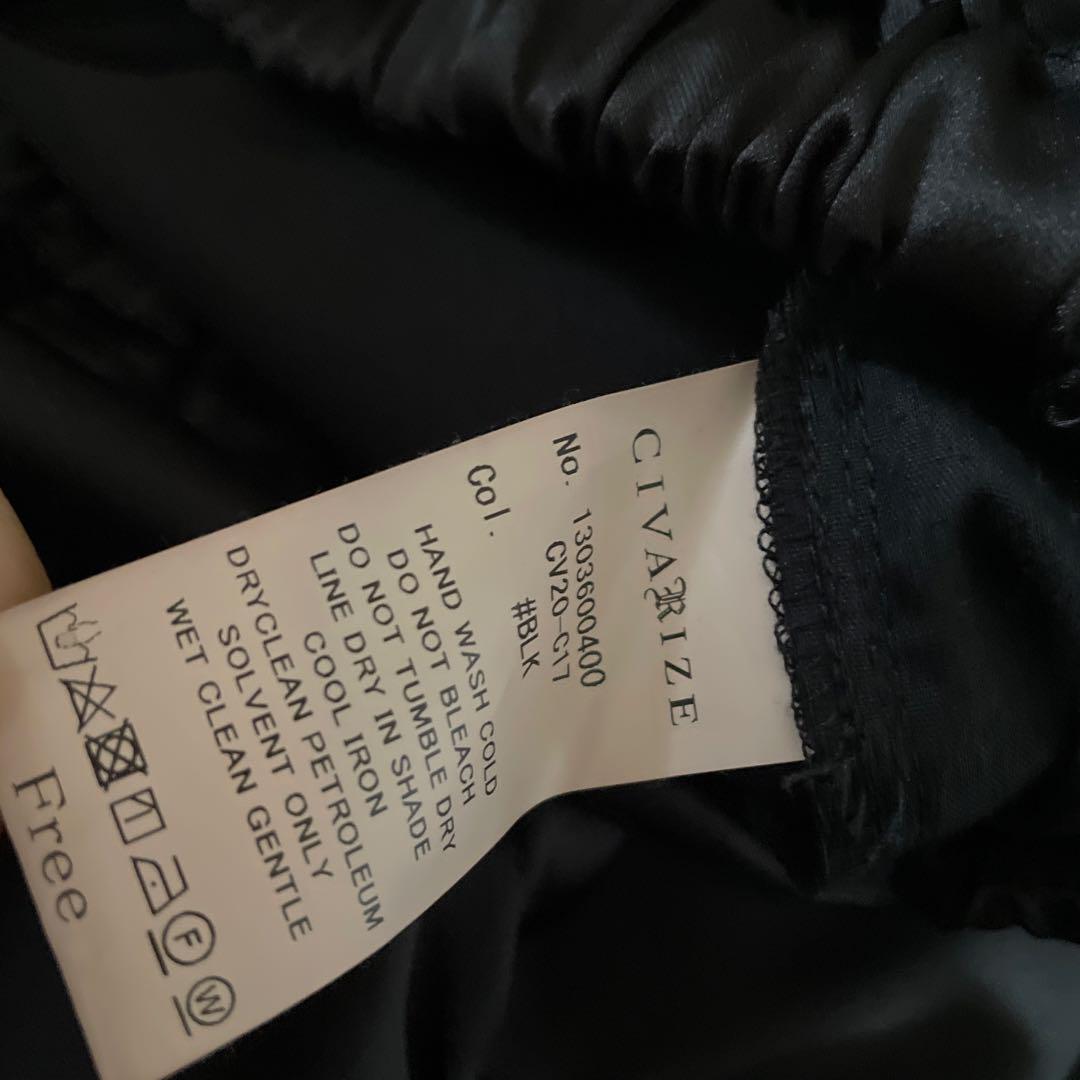 CIVARIZE
No. 1303600400
CV20-C17
Col. #BLK
HAND WASH COLD
DO NOT BLEACH
DO NOT TUMBLE DRY
LINE DRY IN SHADE
COOL IRON
DRYCLEAN PETROLEUM
SOLVENT ONLY
WET CLEAN GENTLE
F
W
Free